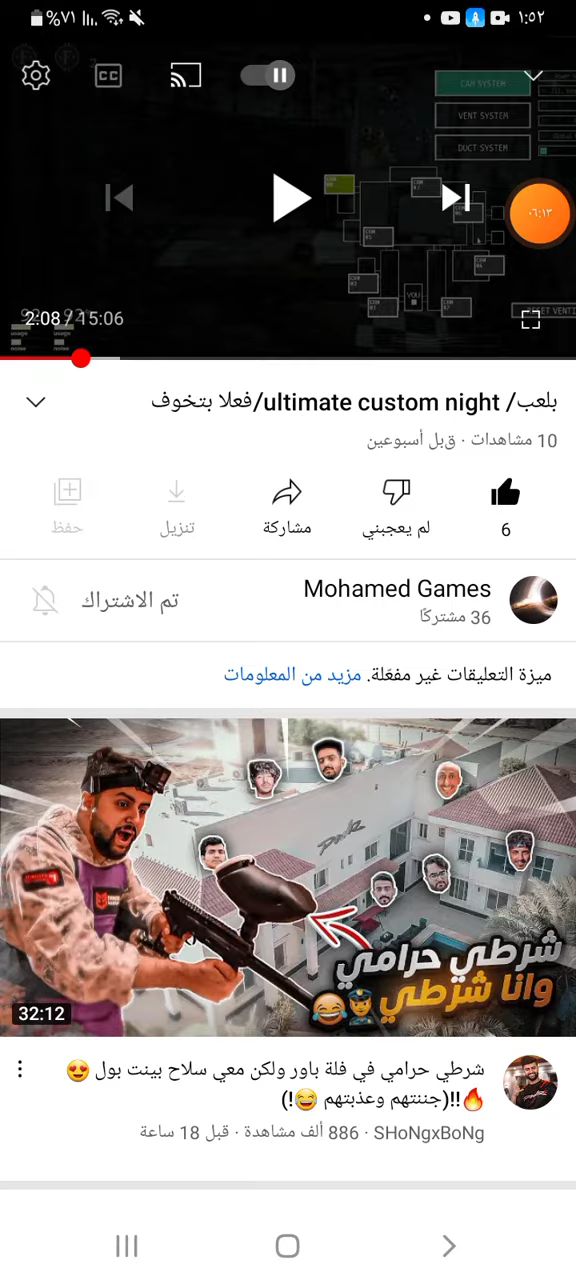 %٧١ ١:٥٢
CC
CAM SYSTEM
VENT SYSTEM
DUCT SYSTEM
٠٦:١٣
YOU
2:08 / 15:06
بلعب/ ultimate custom night/فعلا بتخوف
10 مشاهدات · قبل أسبوعين
6 لم يعجبني مشاركة تنزيل حفظ
Mohamed Games
36 مشتركًا
تم الاشتراك
ميزة التعليقات غير مفعّلة. مزيد من المعلومات
شرطي حرامي
وانا شرطي
32:12
شرطي حرامي في فلة باور ولكن معي سلاح بينت بول 😍
🔥!!(جننتهم وعذبتهم 😂!)
SHoNgxBoNg · 886 ألف مشاهدة · قبل 18 ساعة